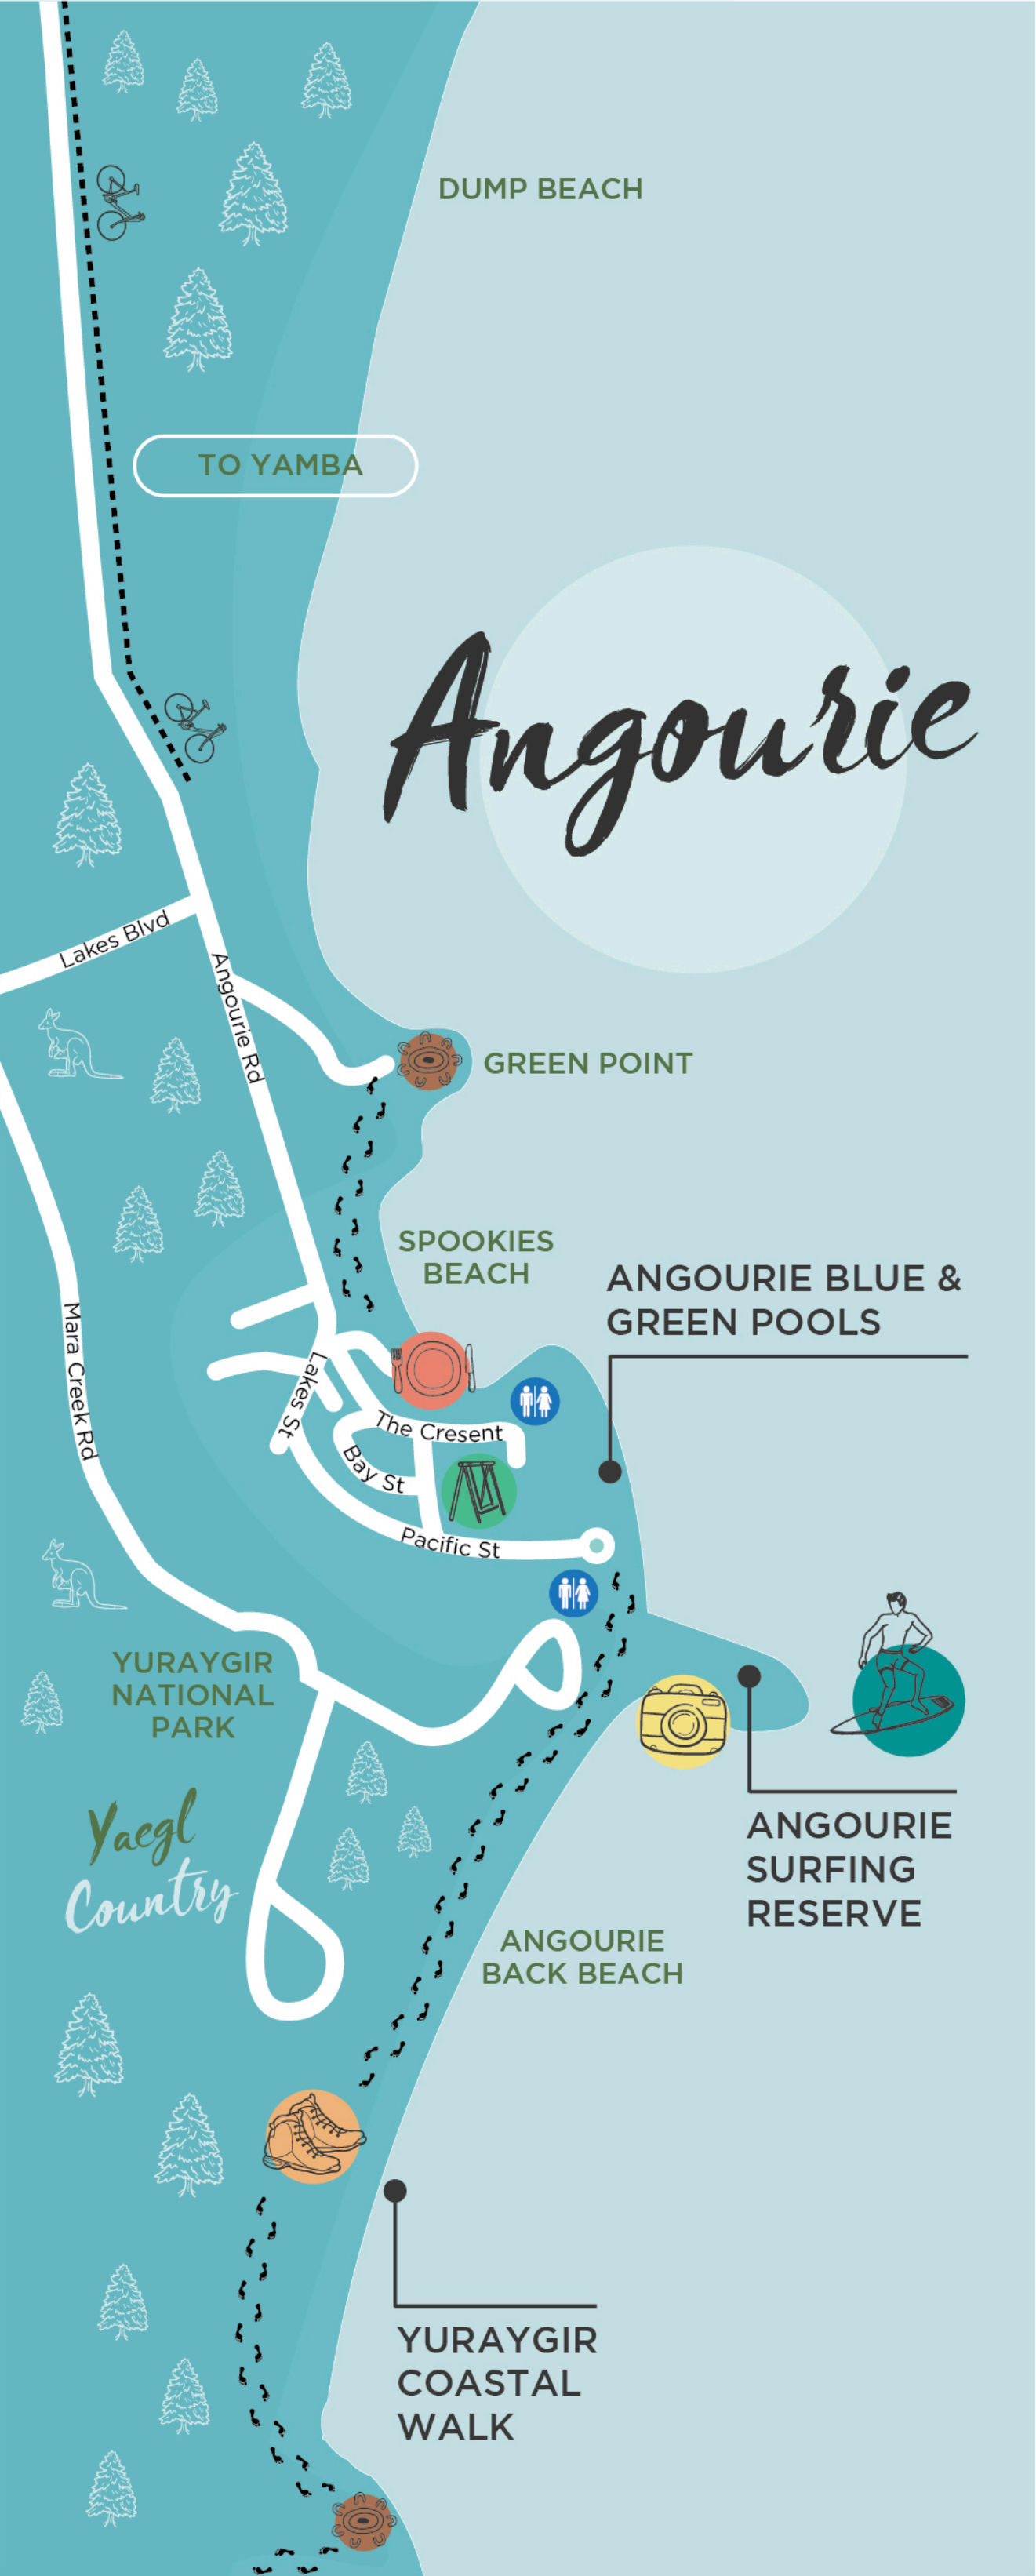 DUMP BEACH
TO YAMBA
Angourie
Lakes Blvd
Angourie Rd
GREEN POINT
SPOOKIES
BEACH
ANGOURIE BLUE &
GREEN POOLS
Mara Creek Rd
Lakes St
The Cresent
Bay St
Pacific St
YURAYGIR
NATIONAL
PARK
Yaegl
Country
ANGOURIE
SURFING
RESERVE
ANGOURIE
BACK BEACH
YURAYGIR
COASTAL
WALK